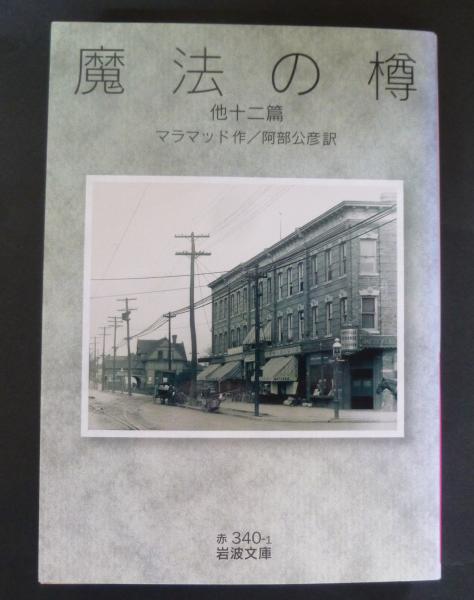 魔法の樽
他十二篇
マラマッド作／阿部公彦訳
赤 340-1
岩波文庫